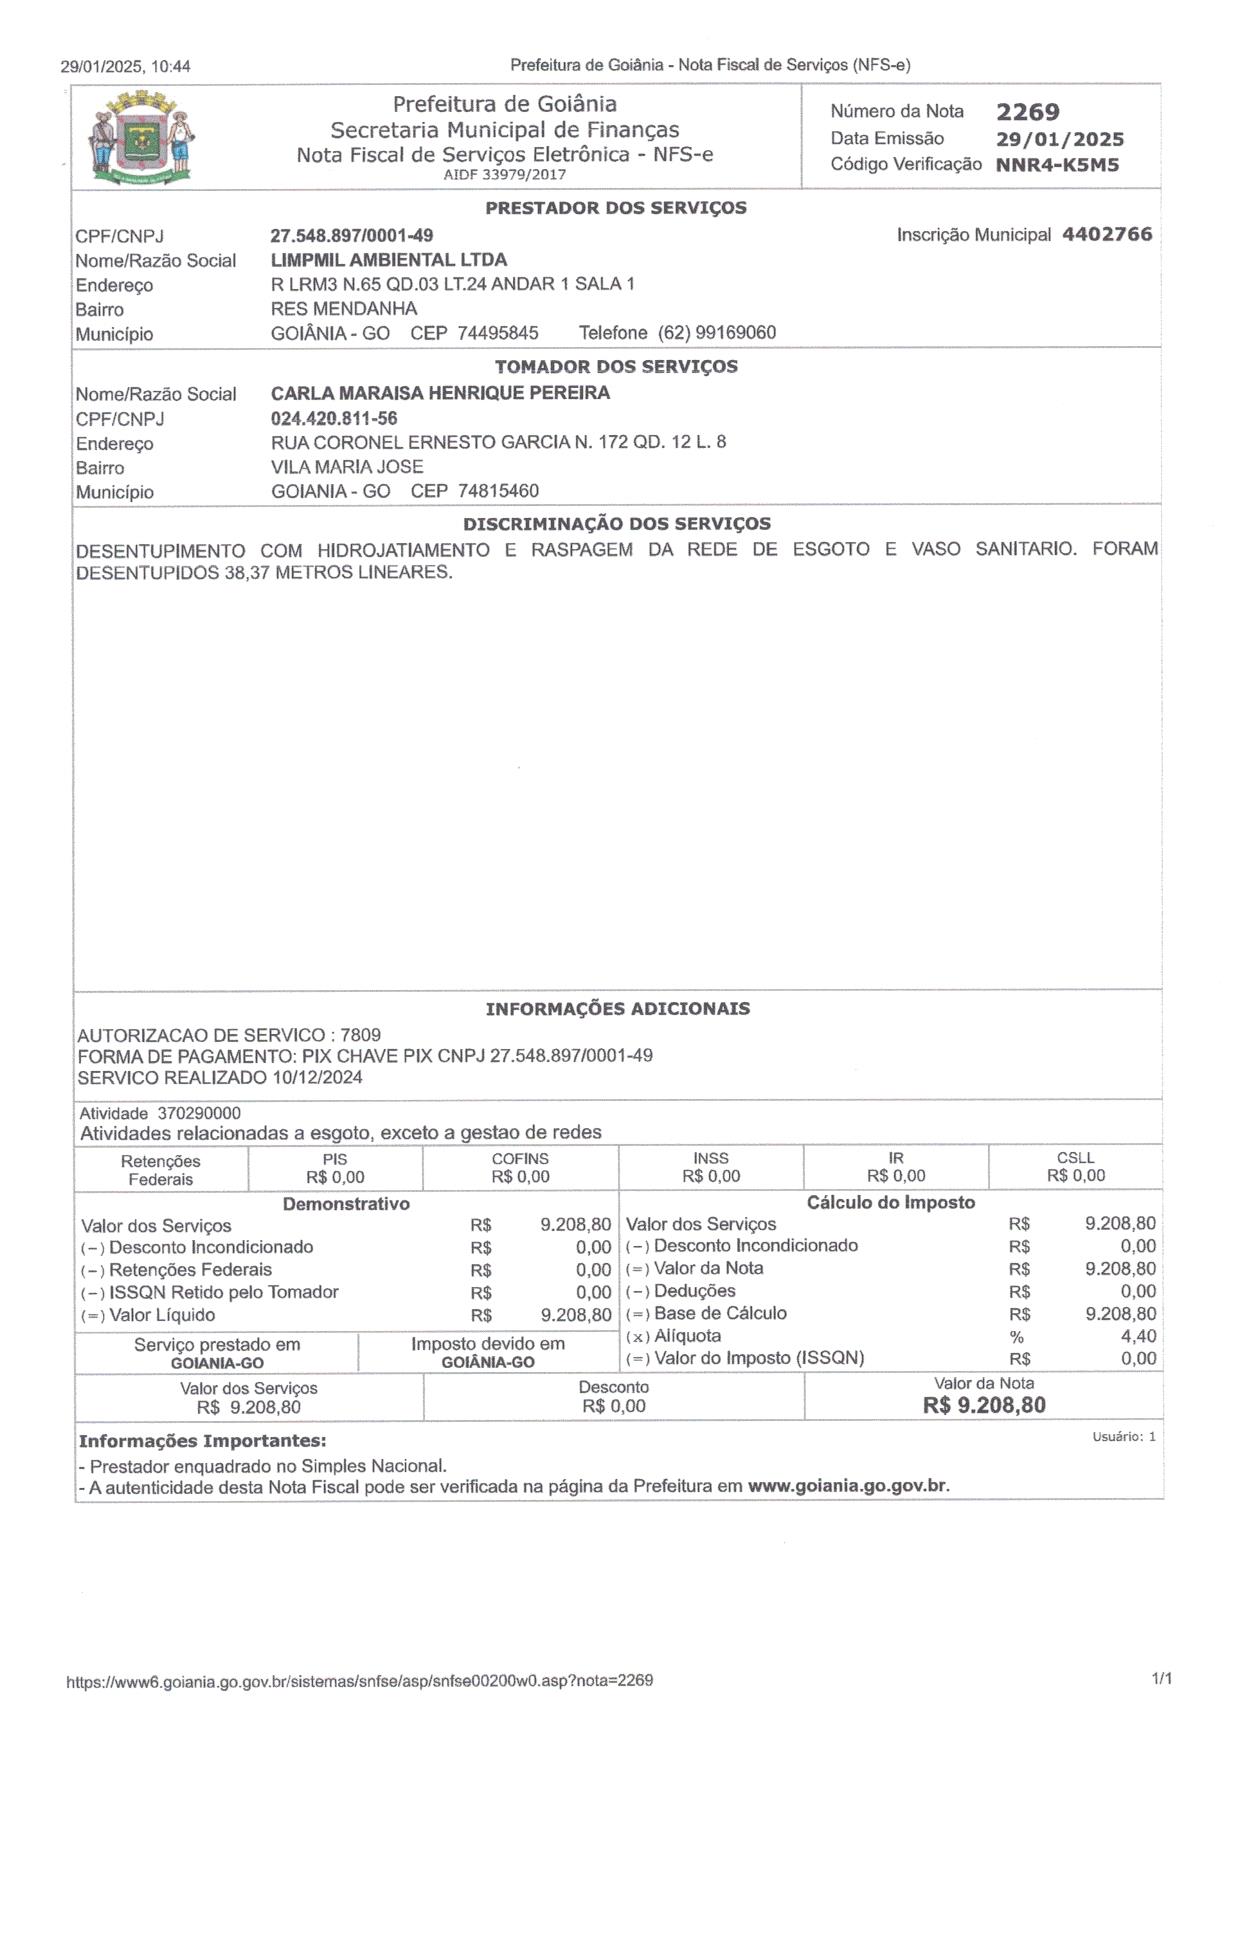 29/01/2025, 10:44 Prefeitura de Goiânia - Nota Fiscal de Serviços (NFS-e)
Prefeitura de Goiânia
Secretaria Municipal de Finanças
Nota Fiscal de Serviços Eletrônica - NFS-e
AIDF 33979/2017
Número da Nota 2269
Data Emissão 29/01/2025
Código Verificação NNR4-K5M5
PRESTADOR DOS SERVIÇOS
CPF/CNPJ 27.548.897/0001-49 Inscrição Municipal 4402766
Nome/Razão Social LIMPMIL AMBIENTAL LTDA
Endereço R LRM3 N.65 QD.03 LT.24 ANDAR 1 SALA 1
Bairro RES MENDANHA
Município GOIÂNIA - GO CEP 74495845 Telefone (62) 99169060
TOMADOR DOS SERVIÇOS
Nome/Razão Social CARLA MARAISA HENRIQUE PEREIRA
CPF/CNPJ 024.420.811-56
Endereço RUA CORONEL ERNESTO GARCIA N. 172 QD. 12 L. 8
Bairro VILA MARIA JOSE
Município GOIANIA - GO CEP 74815460
DISCRIMINAÇÃO DOS SERVIÇOS
DESENTUPIMENTO COM HIDROJATIAMENTO E RASPAGEM DA REDE DE ESGOTO E VASO SANITARIO. FORAM
DESENTUPIDOS 38,37 METROS LINEARES.
INFORMAÇÕES ADICIONAIS
AUTORIZACAO DE SERVICO : 7809
FORMA DE PAGAMENTO: PIX CHAVE PIX CNPJ 27.548.897/0001-49
SERVICO REALIZADO 10/12/2024
Atividade 370290000
Atividades relacionadas a esgoto, exceto a gestao de redes
Retenções Federais PIS R$ 0,00 COFINS R$ 0,00 INSS R$ 0,00 IR R$ 0,00 CSLL R$ 0,00
Demonstrativo
Valor dos Serviços R$ 9.208,80
(–) Desconto Incondicionado R$ 0,00
(–) Retenções Federais R$ 0,00
(–) ISSQN Retido pelo Tomador R$ 0,00
(=) Valor Líquido R$ 9.208,80
Serviço prestado em
GOIANIA-GO
Imposto devido em
GOIÂNIA-GO
Cálculo do Imposto
Valor dos Serviços R$ 9.208,80
(–) Desconto Incondicionado R$ 0,00
(=) Valor da Nota R$ 9.208,80
(–) Deduções R$ 0,00
(=) Base de Cálculo R$ 9.208,80
(x) Alíquota % 4,40
(=) Valor do Imposto (ISSQN) R$ 0,00
Valor dos Serviços
R$ 9.208,80
Desconto
R$ 0,00
Valor da Nota
R$ 9.208,80
Informações Importantes: Usuário: 1
- Prestador enquadrado no Simples Nacional.
- A autenticidade desta Nota Fiscal pode ser verificada na página da Prefeitura em www.goiania.go.gov.br.
https://www6.goiania.go.gov.br/sistemas/snfse/asp/snfse00200w0.asp?nota=2269 1/1